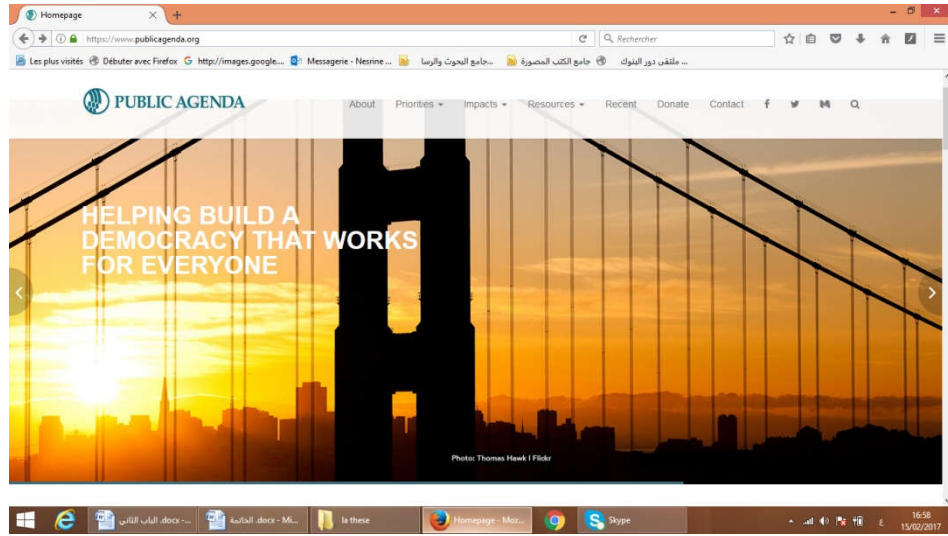 Homepage
https://www.publicagenda.org
Rechercher
Les plus visités Débuter avec Firefox http://images.google.... Messagerie - Nesrine ... جامع البحوث والرسا... جامع الكتب المصورة ملتقى دور البنوك ...
PUBLIC AGENDA
About Priorities Impacts Resources Recent Donate Contact
HELPING BUILD A
DEMOCRACY THAT WORKS
FOR EVERYONE
Photo: Thomas Hawk I Flickr
الباب الثاني.docx -... الخاتمة.docx - Mi... la these Homepage - Moz... Skype
16:58
15/02/2017